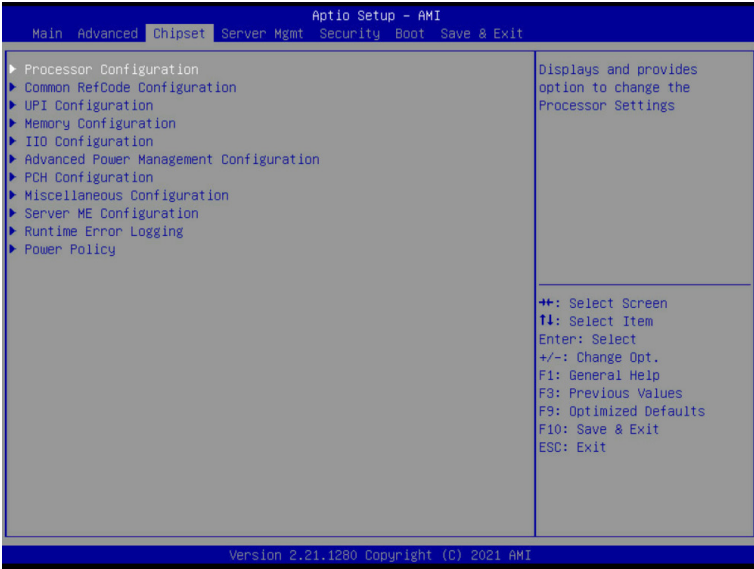 Aptio Setup – AMI
Main Advanced Chipset Server Mgmt Security Boot Save & Exit
▶ Processor Configuration
▶ Common RefCode Configuration
▶ UPI Configuration
▶ Memory Configuration
▶ IIO Configuration
▶ Advanced Power Management Configuration
▶ PCH Configuration
▶ Miscellaneous Configuration
▶ Server ME Configuration
▶ Runtime Error Logging
▶ Power Policy
Displays and provides
option to change the
Processor Settings
→←: Select Screen
↑↓: Select Item
Enter: Select
+/-: Change Opt.
F1: General Help
F3: Previous Values
F9: Optimized Defaults
F10: Save & Exit
ESC: Exit
Version 2.21.1280 Copyright (C) 2021 AMI